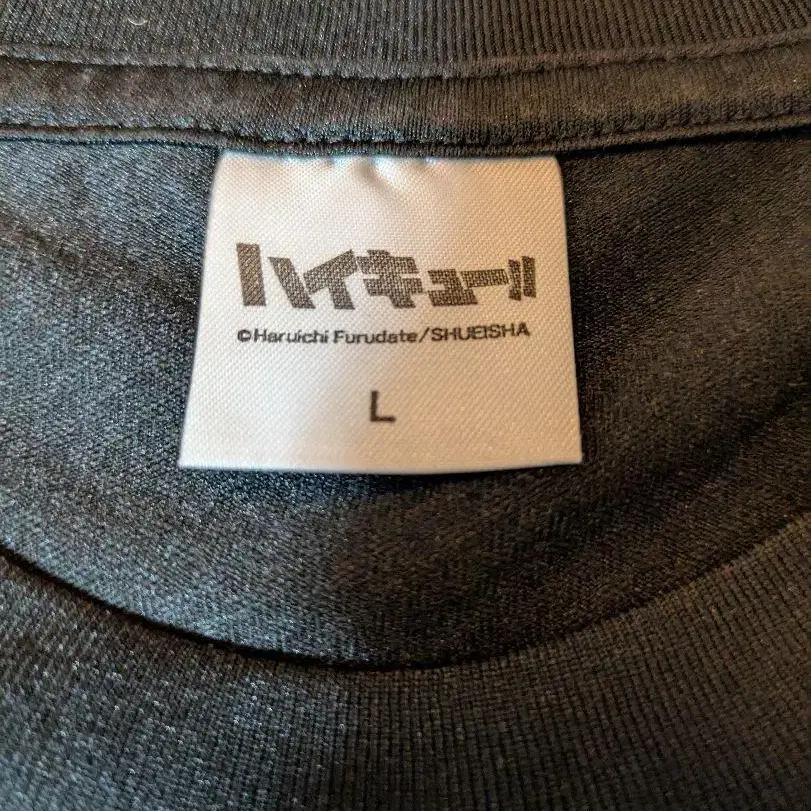 ハイキュー!!
©Haruichi Furudate/SHUEISHA
L